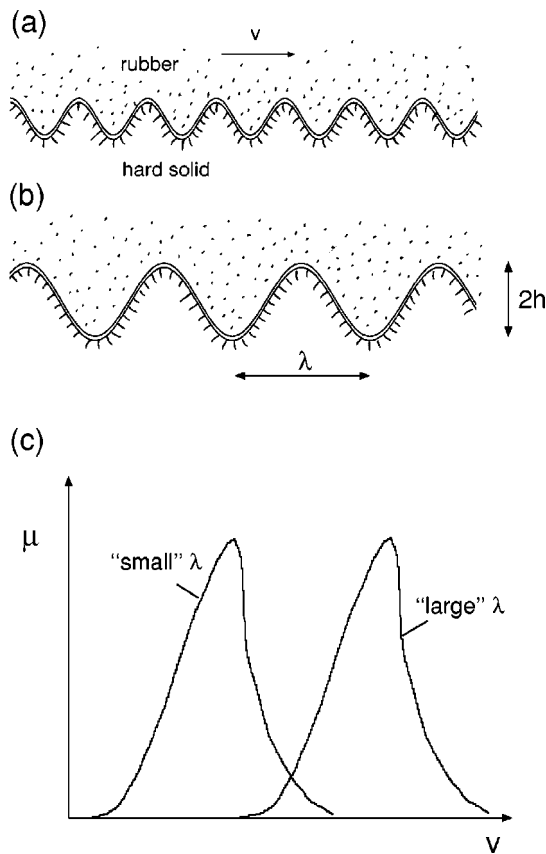 (a)
v
rubber
hard solid
(b)
2h
λ
(c)
μ
“small” λ
“large” λ
v